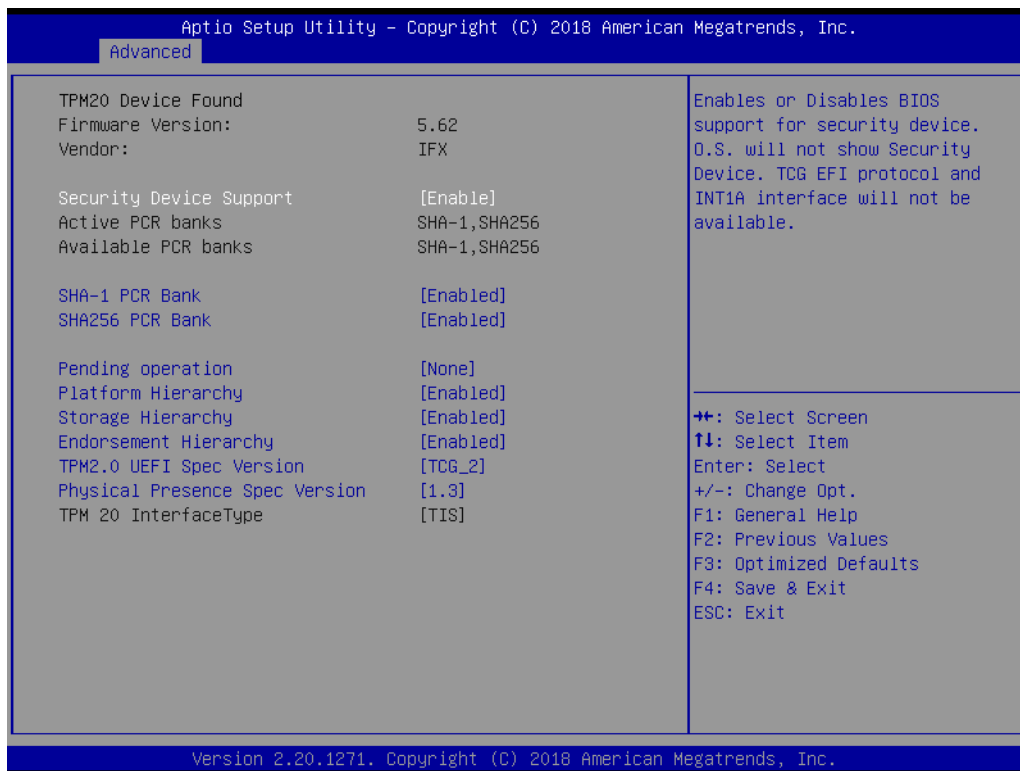 Aptio Setup Utility – Copyright (C) 2018 American Megatrends, Inc.
Advanced
TPM20 Device Found
Firmware Version: 5.62
Vendor: IFX
Security Device Support [Enable]
Active PCR banks SHA-1,SHA256
Available PCR banks SHA-1,SHA256
SHA-1 PCR Bank [Enabled]
SHA256 PCR Bank [Enabled]
Pending operation [None]
Platform Hierarchy [Enabled]
Storage Hierarchy [Enabled]
Endorsement Hierarchy [Enabled]
TPM2.0 UEFI Spec Version [TCG_2]
Physical Presence Spec Version [1.3]
TPM 20 InterfaceType [TIS]
Enables or Disables BIOS
support for security device.
O.S. will not show Security
Device. TCG EFI protocol and
INT1A interface will not be
available.
→←: Select Screen
↑↓: Select Item
Enter: Select
+/-: Change Opt.
F1: General Help
F2: Previous Values
F3: Optimized Defaults
F4: Save & Exit
ESC: Exit
Version 2.20.1271. Copyright (C) 2018 American Megatrends, Inc.